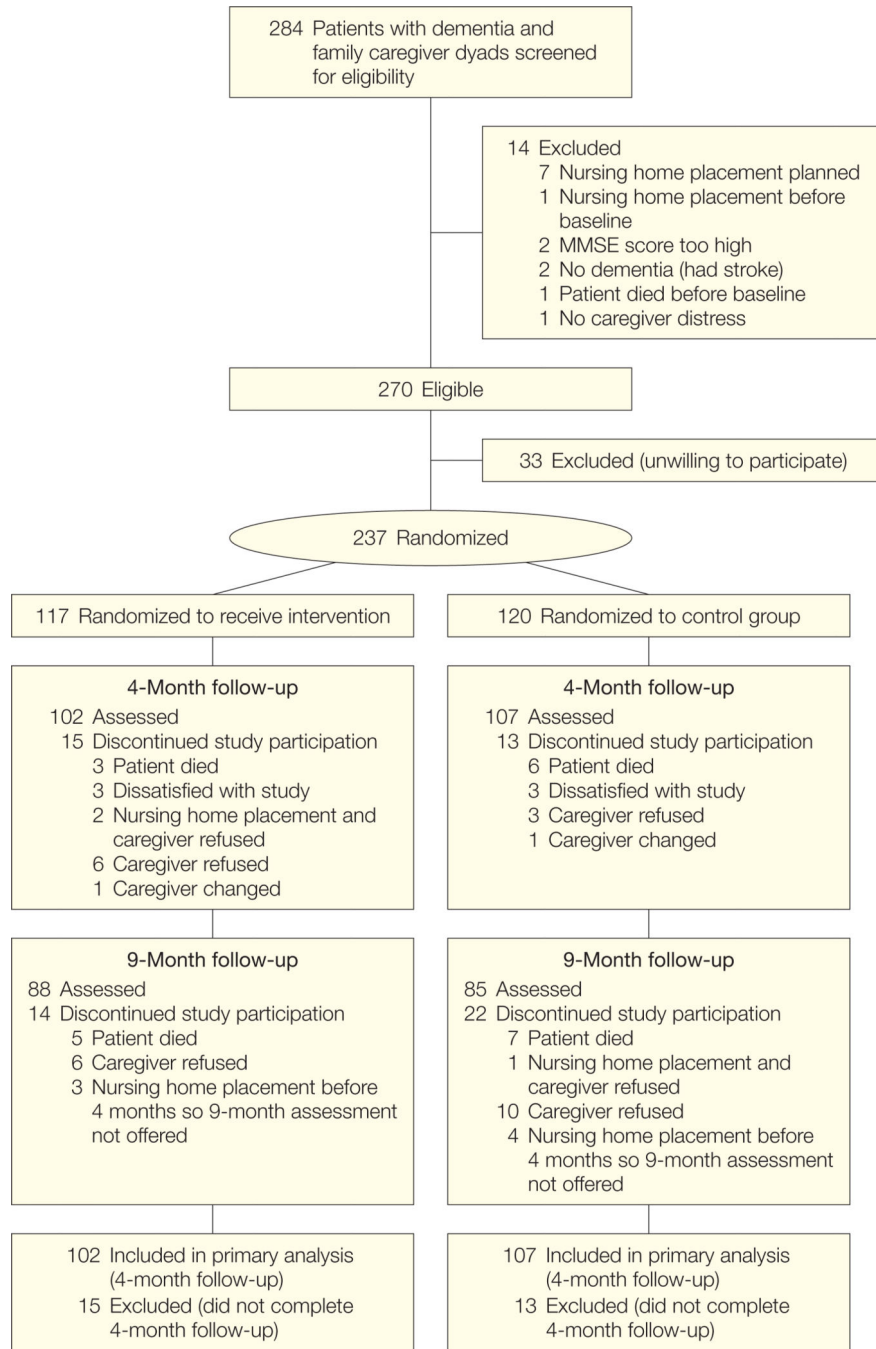 284 Patients with dementia and
family caregiver dyads screened
for eligibility
14 Excluded
7 Nursing home placement planned
1 Nursing home placement before
baseline
2 MMSE score too high
2 No dementia (had stroke)
1 Patient died before baseline
1 No caregiver distress
270 Eligible
33 Excluded (unwilling to participate)
237 Randomized
117 Randomized to receive intervention
120 Randomized to control group
4-Month follow-up
102 Assessed
15 Discontinued study participation
3 Patient died
3 Dissatisfied with study
2 Nursing home placement and
caregiver refused
6 Caregiver refused
1 Caregiver changed
4-Month follow-up
107 Assessed
13 Discontinued study participation
6 Patient died
3 Dissatisfied with study
3 Caregiver refused
1 Caregiver changed
9-Month follow-up
88 Assessed
14 Discontinued study participation
5 Patient died
6 Caregiver refused
3 Nursing home placement before
4 months so 9-month assessment
not offered
9-Month follow-up
85 Assessed
22 Discontinued study participation
7 Patient died
1 Nursing home placement and
caregiver refused
10 Caregiver refused
4 Nursing home placement before
4 months so 9-month assessment
not offered
102 Included in primary analysis
(4-month follow-up)
15 Excluded (did not complete
4-month follow-up)
107 Included in primary analysis
(4-month follow-up)
13 Excluded (did not complete
4-month follow-up)